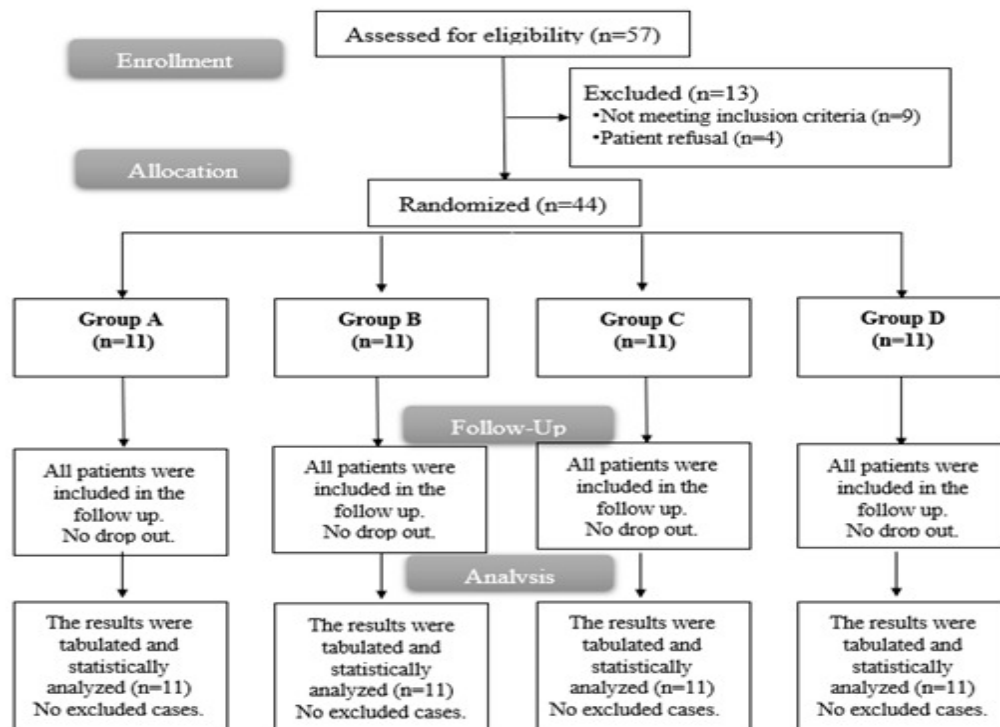 Assessed for eligibility (n=57)
Enrollment
Excluded (n=13)
•Not meeting inclusion criteria (n=9)
•Patient refusal (n=4)
Allocation
Randomized (n=44)
Group A
(n=11)
Group B
(n=11)
Group C
(n=11)
Group D
(n=11)
Follow-Up
All patients were
included in the
follow up.
No drop out.
All patients were
included in the
follow up.
No drop out.
All patients were
included in the
follow up.
No drop out.
All patients were
included in the
follow up.
No drop out.
Analysis
The results were
tabulated and
statistically
analyzed (n=11)
No excluded cases.
The results were
tabulated and
statistically
analyzed (n=11)
No excluded cases.
The results were
tabulated and
statistically
analyzed (n=11)
No excluded cases.
The results were
tabulated and
statistically
analyzed (n=11)
No excluded cases.